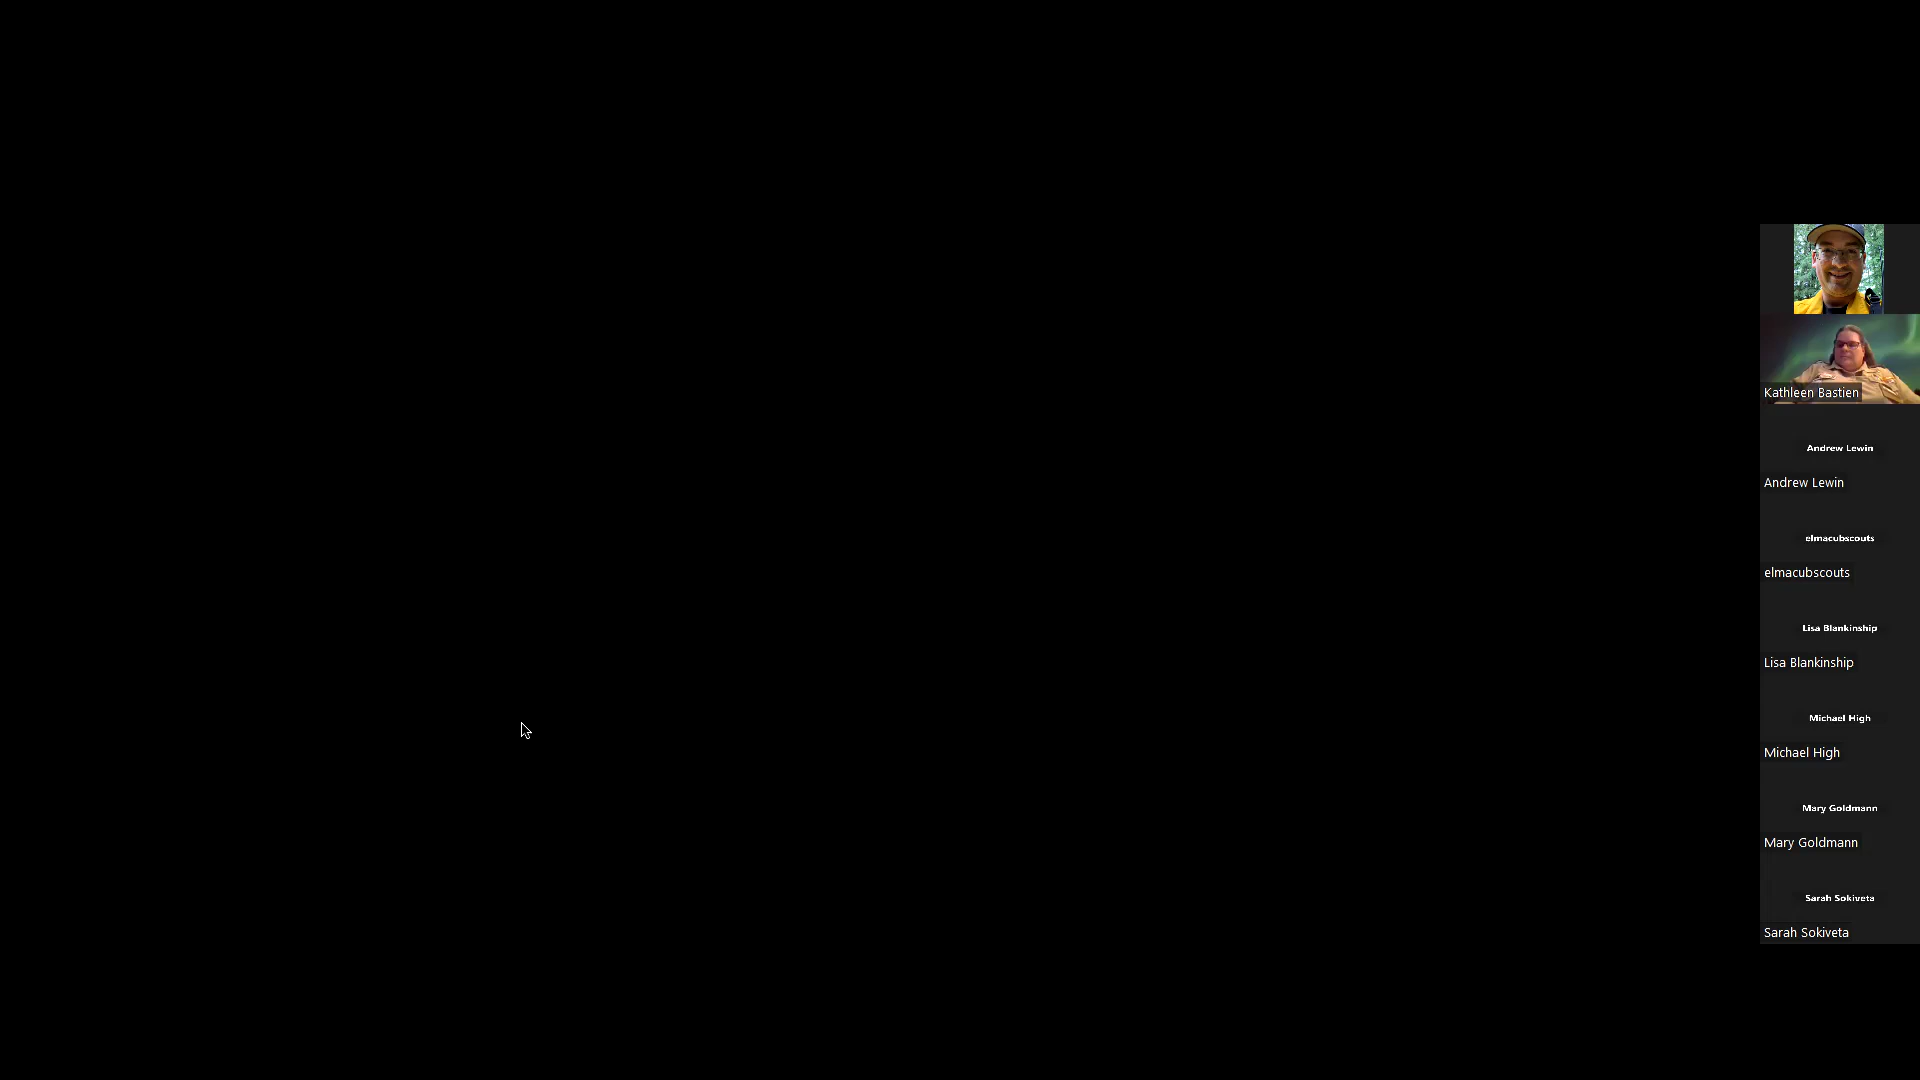 Kathleen Bastien
Andrew Lewin
Andrew Lewin
elmacubscouts
elmacubscouts
Lisa Blankinship
Lisa Blankinship
Michael High
Michael High
Mary Goldmann
Mary Goldmann
Sarah Sokiveta
Sarah Sokiveta